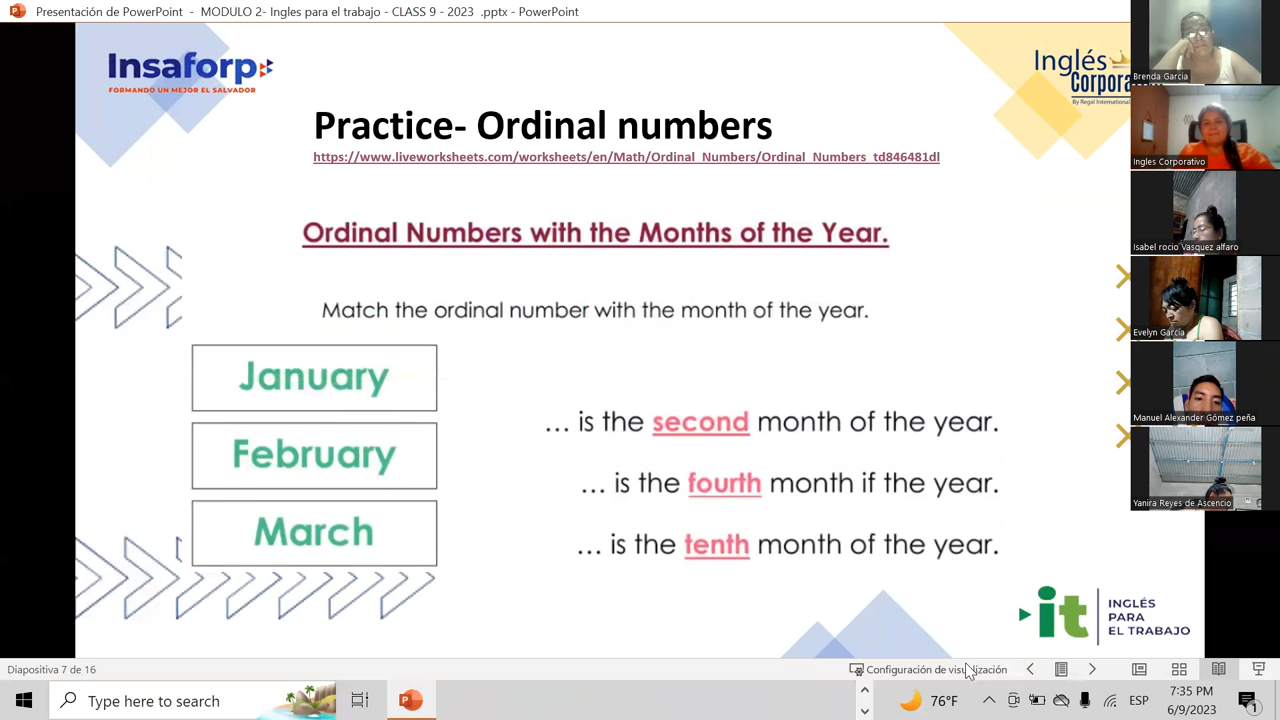 Presentación de PowerPoint - MODULO 2- Ingles para el trabajo - CLASS 9 - 2023 .pptx - PowerPoint
Insaforp
FORMANDO UN MEJOR EL SALVADOR
Inglés
Corpora
By Regal International
Practice- Ordinal numbers
https://www.liveworksheets.com/worksheets/en/Math/Ordinal_Numbers/Ordinal_Numbers_td846481dl
Ordinal Numbers with the Months of the Year.
Match the ordinal number with the month of the year.
January
February
March
... is the second month of the year.
... is the fourth month if the year.
... is the tenth month of the year.
Brenda Garcia
Ingles Corporativo
Isabel rocio Vasquez alfaro
Evelyn García
Manuel Alexander Gómez peña
Yanira Reyes de Ascencio
it
INGLÉS
PARA
EL TRABAJO
Diapositiva 7 de 16
Configuración de visualización
Type here to search
76°F
ESP
7:35 PM
6/9/2023
1